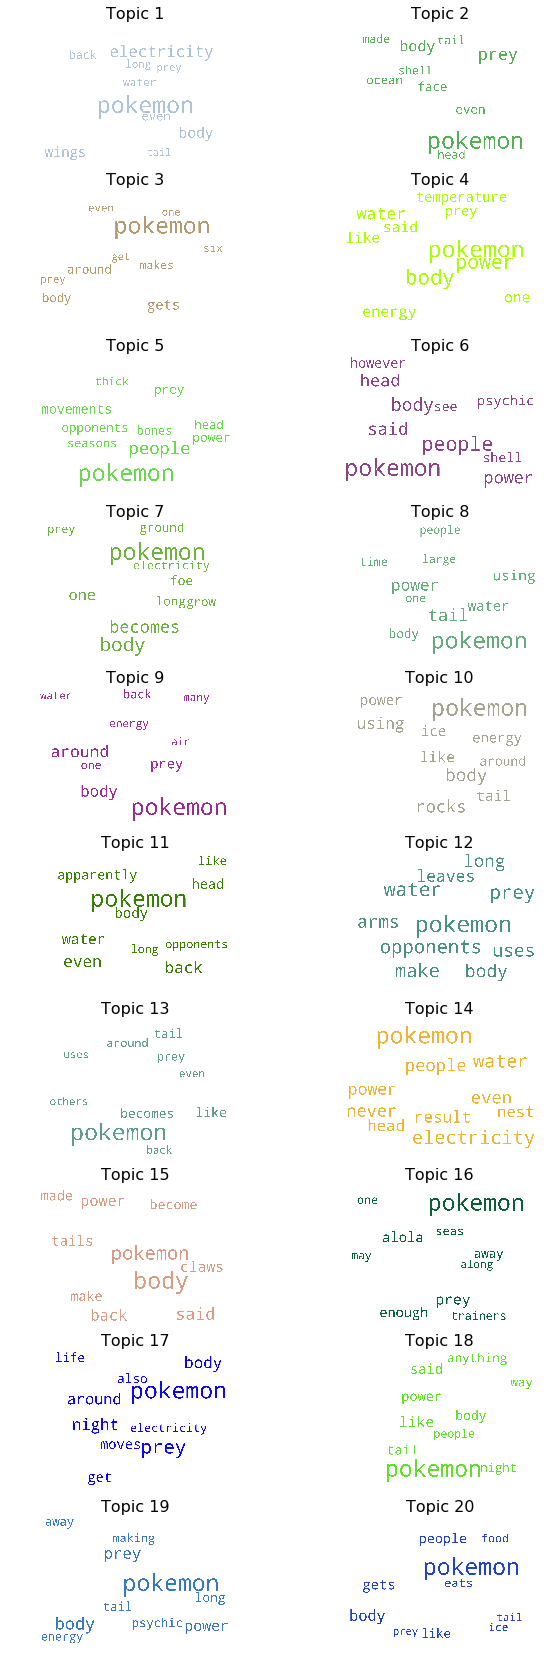 Topic 1
back electricity
long prey
water
pokemon
even
body
wings tail
Topic 2
made body tail
prey
shell
ocean face
even
pokemon
head
Topic 3
even one
pokemon
get six
around makes
prey
body gets
Topic 4
temperature
water prey
said
like
pokemon
power
body
one
energy
Topic 5
thick prey
movements
opponents bones head
seasons people power
pokemon
Topic 6
however
head
body see psychic
said
people
shell
pokemon
power
Topic 7
prey ground
pokemon
electricity
foe
one long grow
becomes
body
Topic 8
people
time large
using
power
one water
tail
body pokemon
Topic 9
water back many
energy
air
around
one prey
body
pokemon
Topic 10
power pokemon
using ice
energy
like around
body
tail
rocks
Topic 11
like
apparently
head
pokemon
body
water
long opponents
even back
Topic 12
long
leaves
water prey
arms pokemon
opponents uses
make body
Topic 13
tail
around
uses prey
even
others
becomes like
pokemon
back
Topic 14
pokemon
people water
power
even
never result nest
head
electricity
Topic 15
made power become
tails
pokemon
claws
body
make
back said
Topic 16
one pokemon
alola seas
may away
along
prey
enough trainers
Topic 17
life body
also
pokemon
around
night electricity
moves prey
get
Topic 18
anything
said
way
power
body
like
people
tail
pokemon night
Topic 19
away
making
prey
pokemon
long
tail
body psychic power
energy
Topic 20
people food
pokemon
gets eats
body tail
ice
prey like